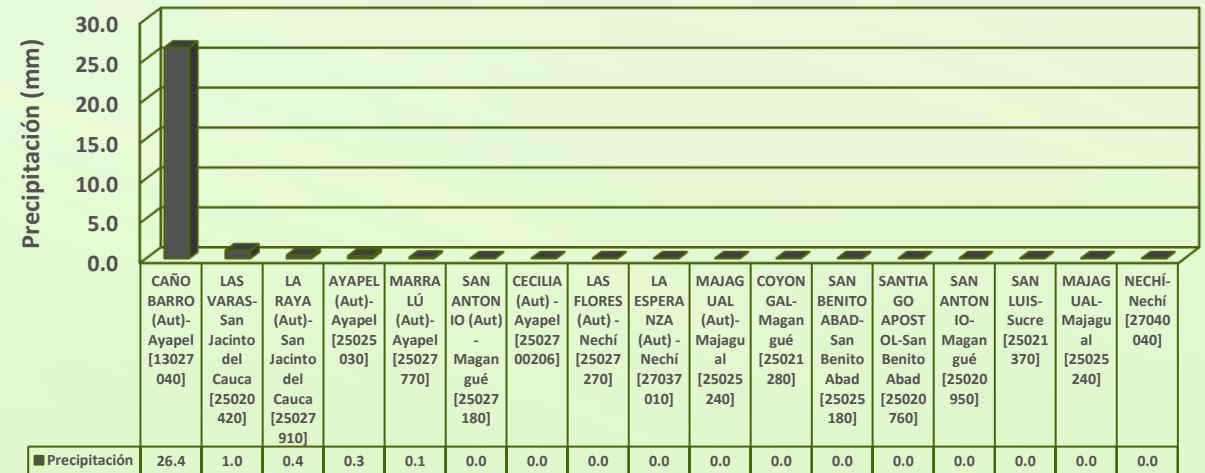 Precipitación (mm)
30.0
25.0
20.0
15.0
10.0
5.0
0.0
CAÑO
BARRO
(Aut)-
Ayapel
[13027
040]
LAS
VARAS-
San
Jacinto
del
Cauca
[25020
420]
LA
RAYA
(Aut)-
San
Jacinto
del
Cauca
[25027
910]
AYAPEL
(Aut)-
Ayapel
[25025
030]
MARRA
LÚ
(Aut)-
Ayapel
[25027
770]
SAN
ANTON
IO (Aut)
-
Magan
gué
[25027
180]
CECILIA
(Aut) -
Ayapel
[25027
00206]
LAS
FLORES
(Aut) -
Nechí
[25027
270]
LA
ESPERA
NZA
(Aut) -
Nechí
[27037
010]
MAJAG
UAL
(Aut)-
Majagu
al
[25025
240]
COYON
GAL-
Magan
gué
[25021
280]
SAN
BENITO
ABAD-
San
Benito
Abad
[25025
180]
SANTIA
GO
APOST
OL-San
Benito
Abad
[25020
760]
SAN
ANTON
IO-
Magan
gué
[25020
950]
SAN
LUIS-
Sucre
[25021
370]
MAJAG
UAL-
Majagu
al
[25025
240]
NECHÍ-
Nechí
[27040
040]
Precipitación 26.4 1.0 0.4 0.3 0.1 0.0 0.0 0.0 0.0 0.0 0.0 0.0 0.0 0.0 0.0 0.0 0.0